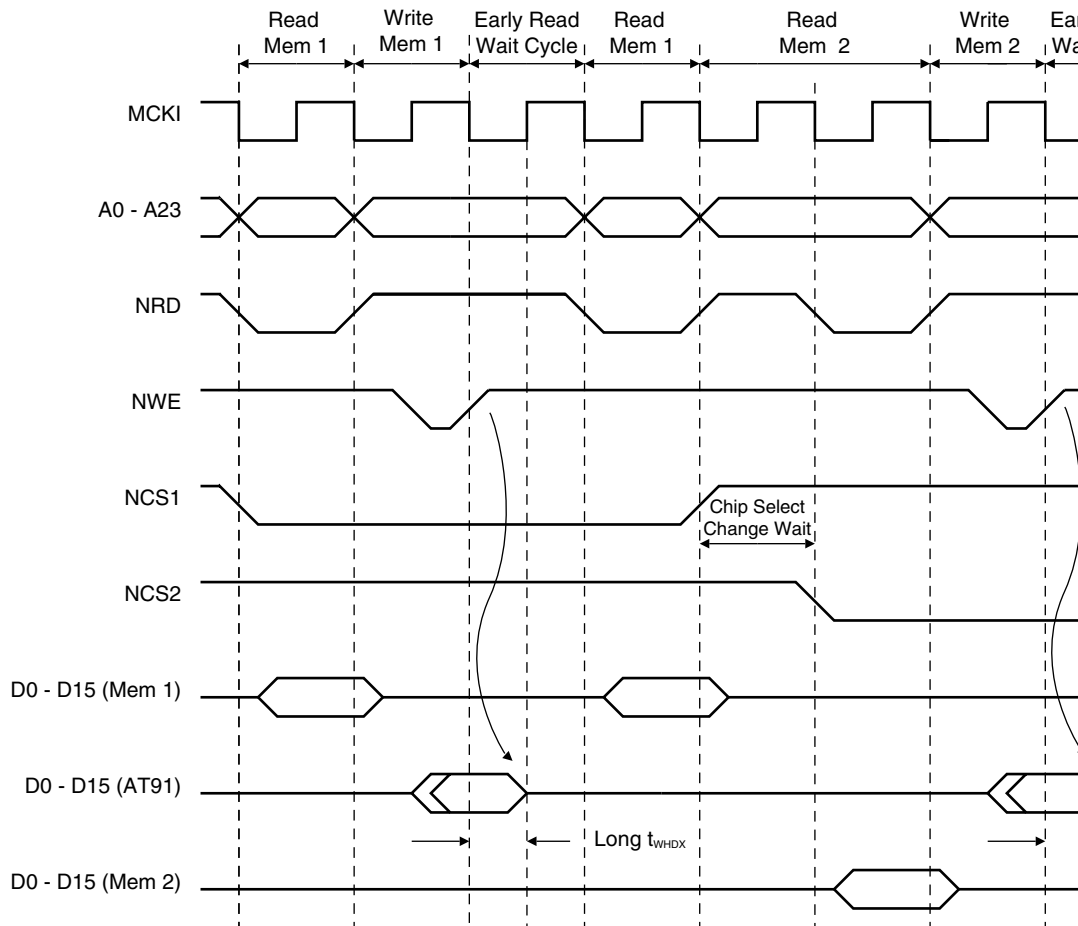 Read
Mem 1
Write
Mem 1
Early Read
Wait Cycle
Read
Mem 1
Read
Mem 2
Write
Mem 2
MCKI
A0 - A23
NRD
NWE
NCS1
Chip Select
Change Wait
NCS2
D0 - D15 (Mem 1)
D0 - D15 (AT91)
Long tWHDX
D0 - D15 (Mem 2)